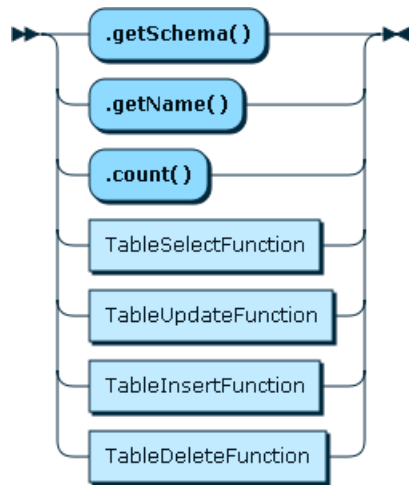 .getSchema()
.getName()
.count()
TableSelectFunction
TableUpdateFunction
TableInsertFunction
TableDeleteFunction